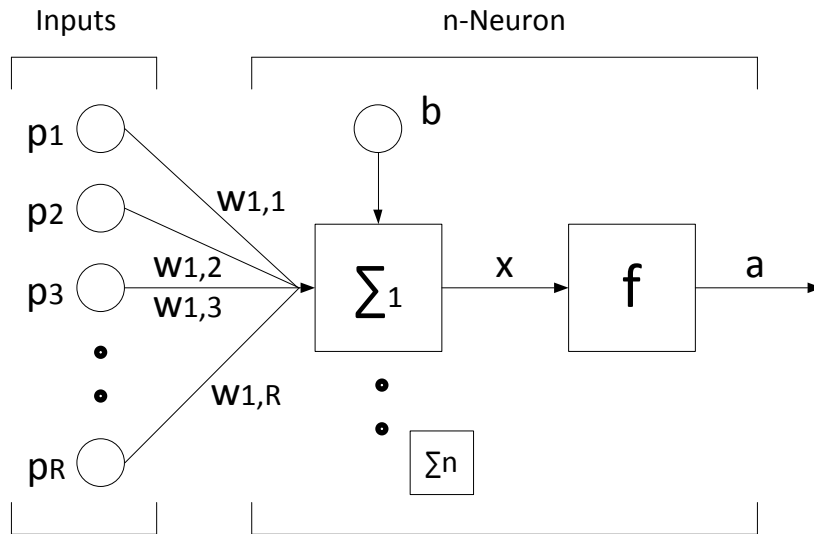 Inputs
n-Neuron
p1
b
p2
w1,1
p3
w1,2
w1,3
∑1
x
f
a
w1,R
pR
∑n